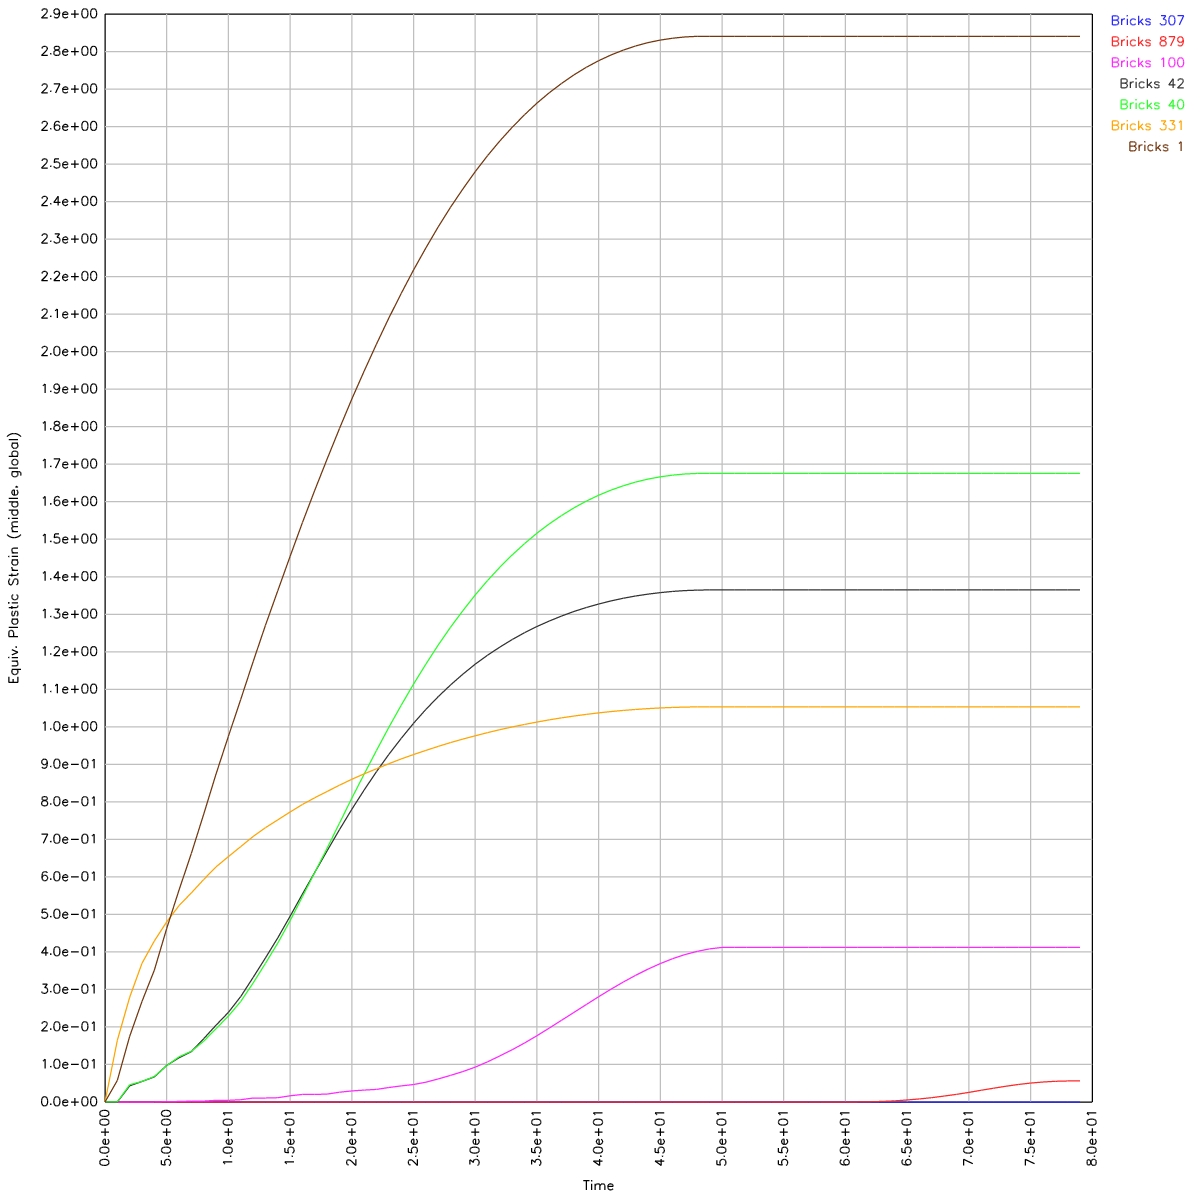 2.9e+00
2.8e+00
2.7e+00
2.6e+00
2.5e+00
2.4e+00
2.3e+00
2.2e+00
2.1e+00
2.0e+00
1.9e+00
1.8e+00
1.7e+00
1.6e+00
1.5e+00
1.4e+00
1.3e+00
1.2e+00
1.1e+00
1.0e+00
9.0e-01
8.0e-01
7.0e-01
6.0e-01
5.0e-01
4.0e-01
3.0e-01
2.0e-01
1.0e-01
0.0e+00
Equiv. Plastic Strain (middle, global)
0.0e+00
5.0e+00
1.0e+01
1.5e+01
2.0e+01
2.5e+01
3.0e+01
3.5e+01
4.0e+01
4.5e+01
5.0e+01
5.5e+01
6.0e+01
6.5e+01
7.0e+01
7.5e+01
8.0e+01
Time
Bricks 307
Bricks 879
Bricks 100
Bricks 42
Bricks 40
Bricks 331
Bricks 1